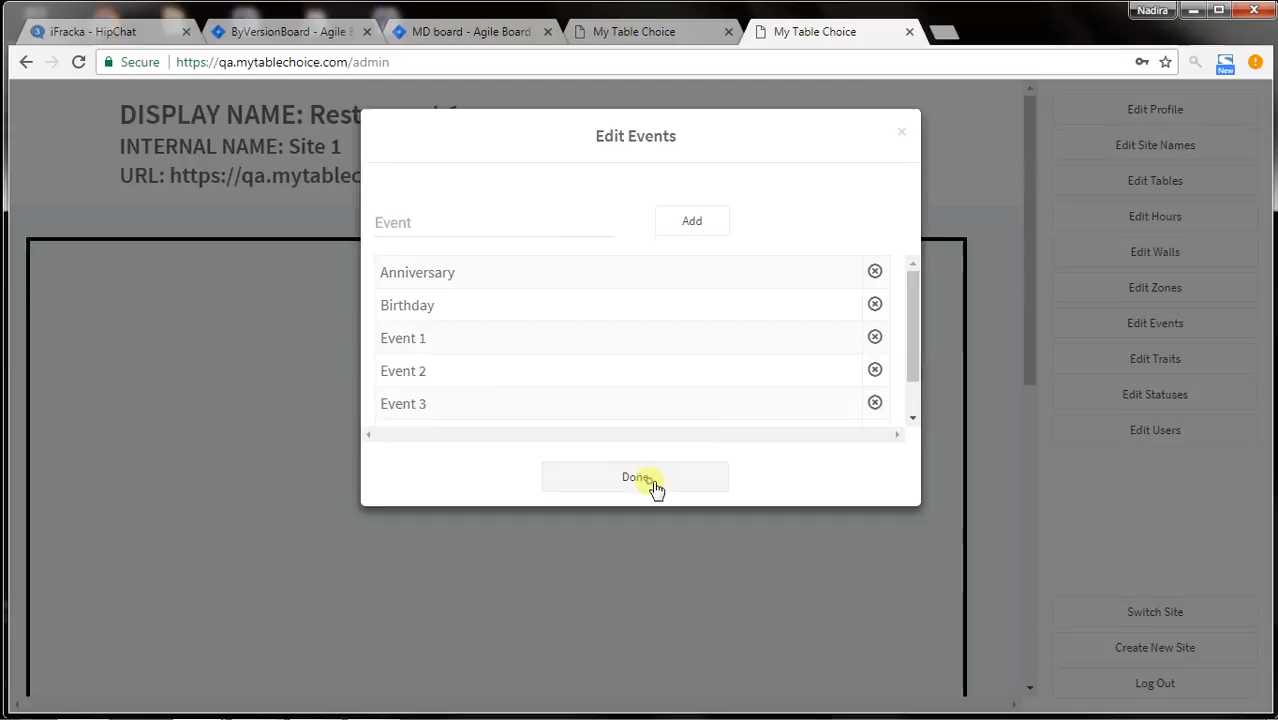 Nadira
iFracka - HipChat
ByVersionBoard - Agile B
MD board - Agile Board
My Table Choice
My Table Choice
Secure
https://qa.mytablechoice.com/admin
New
DISPLAY NAME: Rest
INTERNAL NAME: Site 1
URL: https://qa.mytablec
Edit Events
Event
Add
Anniversary
Birthday
Event 1
Event 2
Event 3
Done
Edit Profile
Edit Site Names
Edit Tables
Edit Hours
Edit Walls
Edit Zones
Edit Events
Edit Traits
Edit Statuses
Edit Users
Switch Site
Create New Site
Log Out